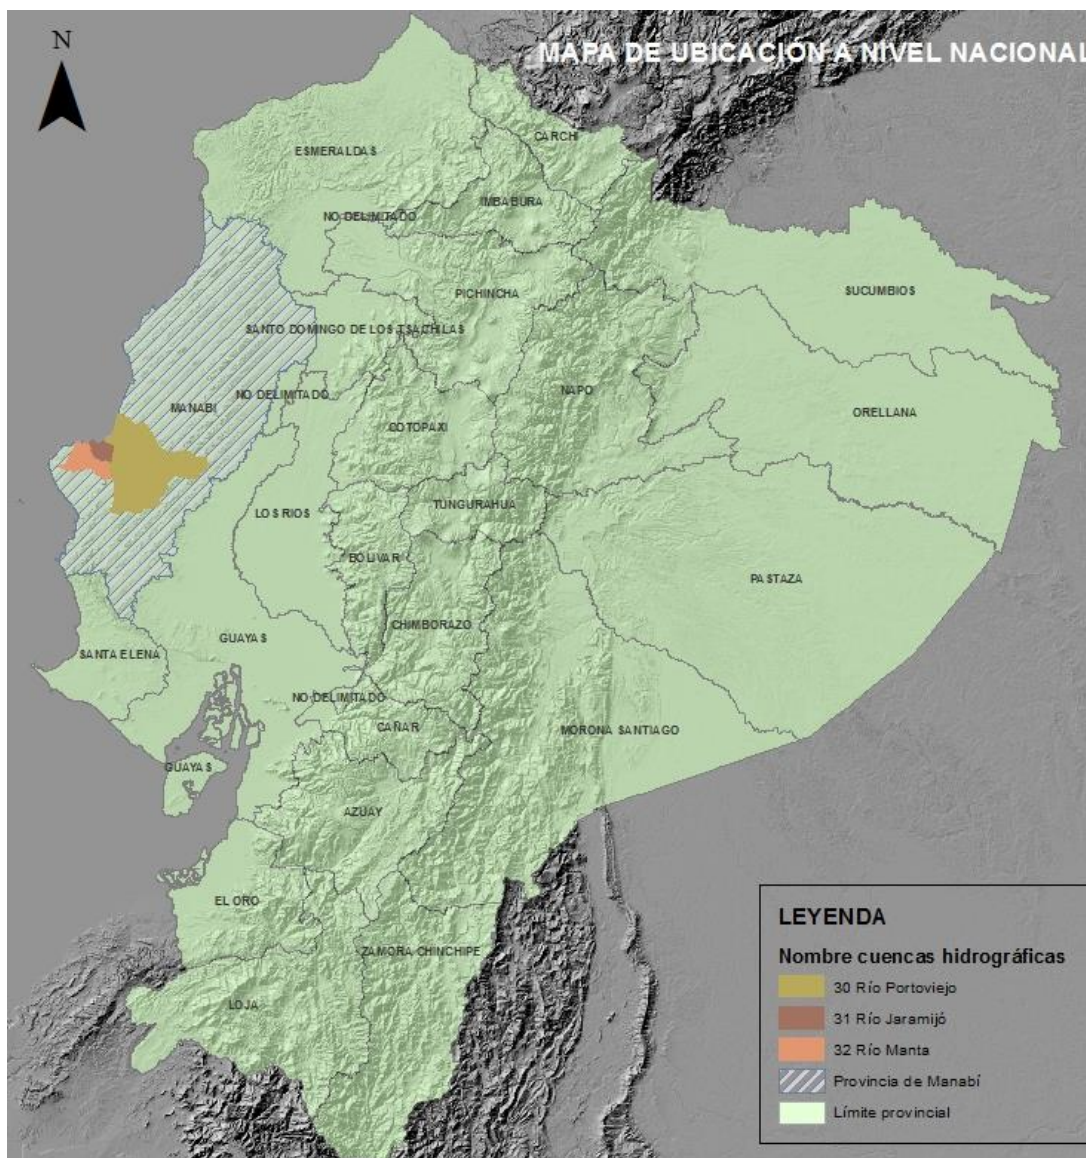 N
MAPA DE UBICACIÓN A NIVEL NACIONAL
CARCHI
ESMERALDAS
IMBABURA
NO DELIMITADO
SUCUMBIOS
PICHINCHA
SANTO DOMINGO DE LOS TSACHILAS
NAPO
NO DELIMITADO
MANABI
ORELLANA
COTOPAXI
TUNGURAHUA
LOS RIOS
BOLIVAR
PASTAZA
CHIMBORAZO
GUAYAS
SANTA ELENA
NO DELIMITADO
CAÑAR
MORONA SANTIAGO
GUAYAS
AZUAY
EL ORO
ZAMORA CHINCHIPE
LOJA
LEYENDA
Nombre cuencas hidrográficas
30 Río Portoviejo
31 Río Jaramijó
32 Río Manta
Provincia de Manabí
Límite provincial